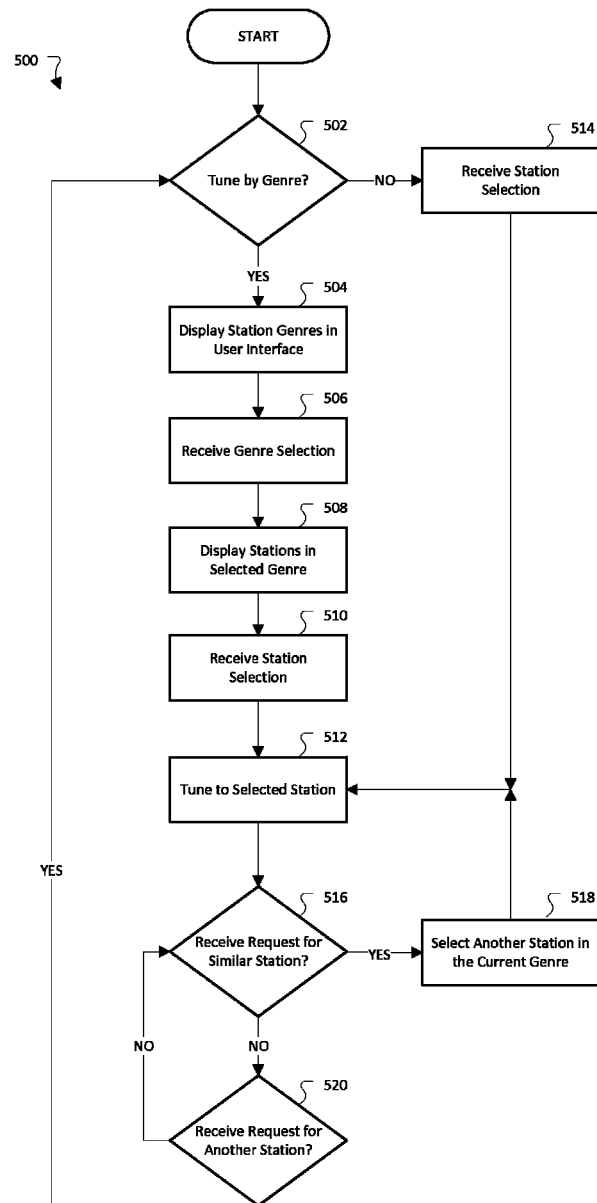 START
500
502
Tune by Genre?
NO
514
Receive Station
Selection
YES
504
Display Station Genres in
User Interface
506
Receive Genre Selection
508
Display Stations in
Selected Genre
510
Receive Station
Selection
512
Tune to Selected Station
YES
516
Receive Request for
Similar Station?
YES
518
Select Another Station in
the Current Genre
NO
NO
520
Receive Request for
Another Station?